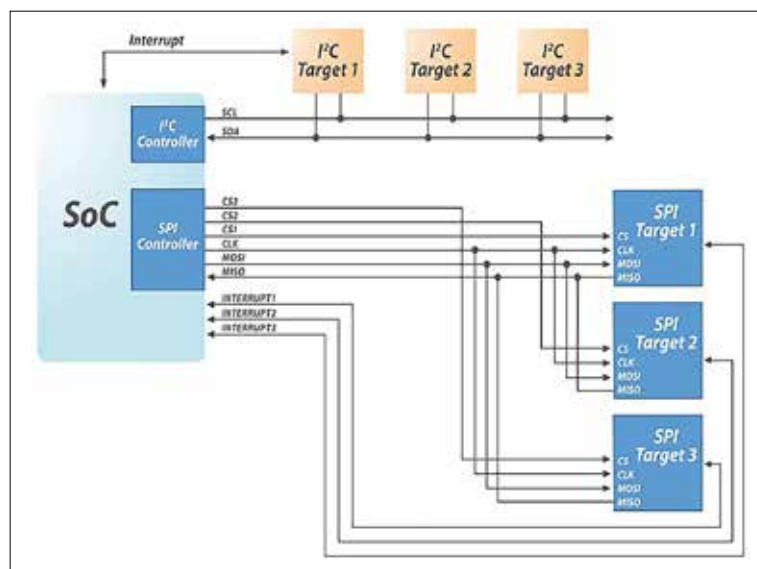 Interrupt
I²C
Target 1
I²C
Target 2
I²C
Target 3
I²C
Controller
SCL
SDA
SoC
SPI
Controller
CS3
CS2
CS1
CLK
MOSI
MISO
INTERRUPT1
INTERRUPT2
INTERRUPT3
SPI
Target 1
CS
CLK
MOSI
MISO
SPI
Target 2
CS
CLK
MOSI
MISO
SPI
Target 3
CS
CLK
MOSI
MISO